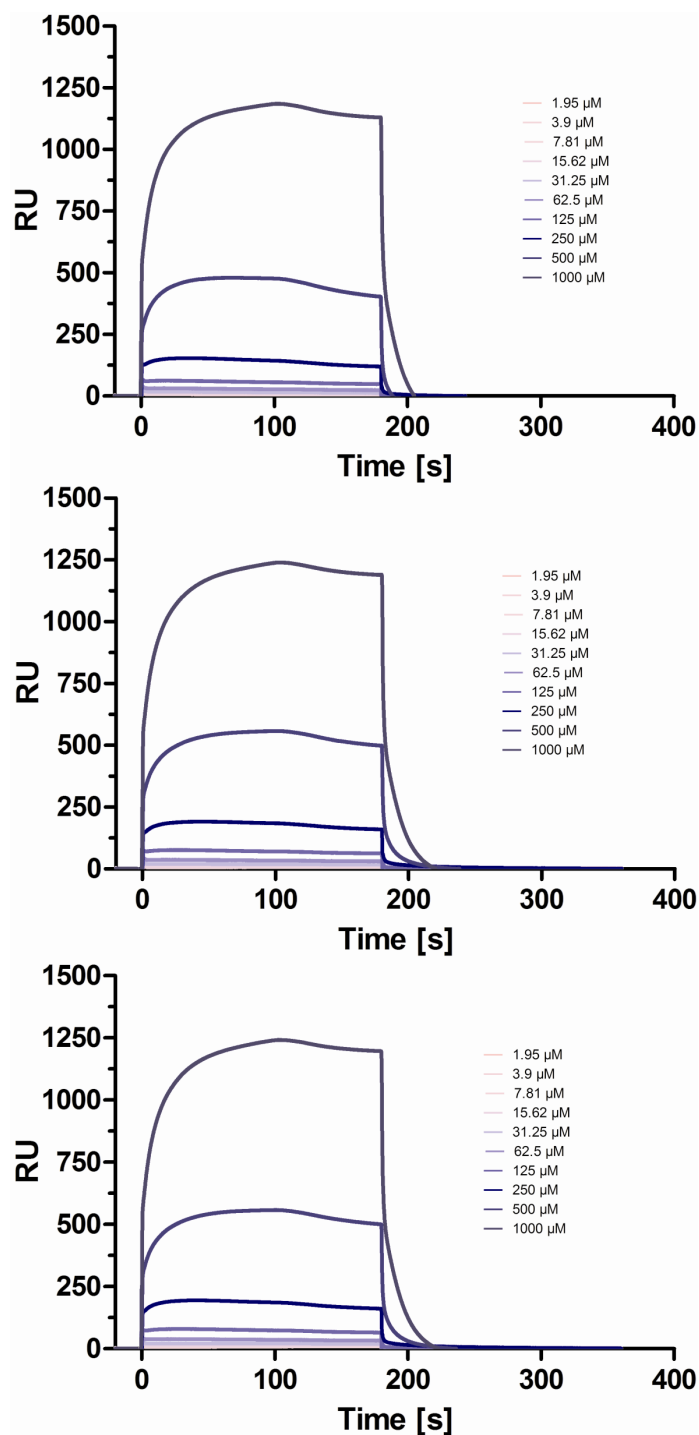 1500
1250
1000
750
500
250
0
RU
0
100
200
300
400
Time [s]
1.95 µM
3.9 µM
7.81 µM
15.62 µM
31.25 µM
62.5 µM
125 µM
250 µM
500 µM
1000 µM
1500
1250
1000
750
500
250
0
RU
0
100
200
300
400
Time [s]
1.95 µM
3.9 µM
7.81 µM
15.62 µM
31.25 µM
62.5 µM
125 µM
250 µM
500 µM
1000 µM
1500
1250
1000
750
500
250
0
RU
0
100
200
300
400
Time [s]
1.95 µM
3.9 µM
7.81 µM
15.62 µM
31.25 µM
62.5 µM
125 µM
250 µM
500 µM
1000 µM